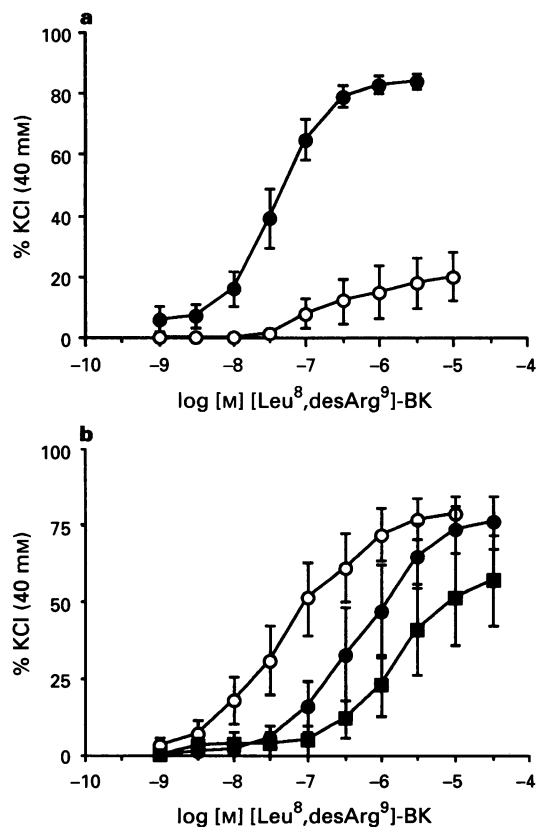 a
100
80
60
40
20
0
% KCl (40 mM)
–10 –9 –8 –7 –6 –5 –4
log [M] [Leu⁸,desArg⁹]-BK
b
100
75
50
25
0
% KCl (40 mM)
–10 –9 –8 –7 –6 –5 –4
log [M] [Leu⁸,desArg⁹]-BK